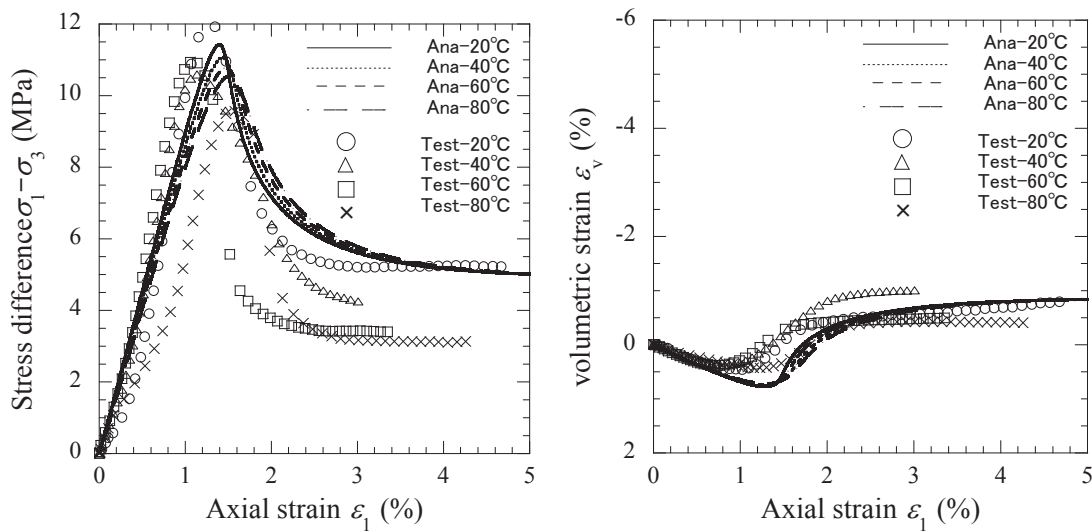 12
10
8
6
4
2
0
0 1 2 3 4 5
Stress difference σ₁−σ₃ (MPa)
Axial strain ε₁ (%)
Ana−20℃
Ana−40℃
Ana−60℃
Ana−80℃
Test−20℃
Test−40℃
Test−60℃
Test−80℃
-6
-4
-2
0
2
0 1 2 3 4 5
volumetric strain εᵥ (%)
Axial strain ε₁ (%)
Ana−20℃
Ana−40℃
Ana−60℃
Ana−80℃
Test−20℃
Test−40℃
Test−60℃
Test−80℃